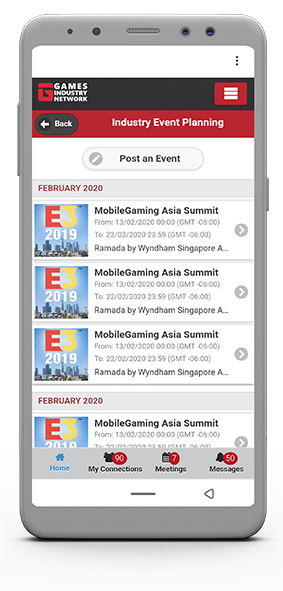 GAMES
INDUSTRY
NETWORK
Back
Industry Event Planning
Post an Event
FEBRUARY 2020
E3
2019
MobileGaming Asia Summit
From: 13/02/2020 00:00 (GMT -06:00)
To: 22/02/2020 23:59 (GMT -06:00)
Ramada by Wyndham Singapore A...
E3
2019
MobileGaming Asia Summit
From: 13/02/2020 00:00 (GMT -06:00)
To: 22/02/2020 23:59 (GMT -06:00)
Ramada by Wyndham Singapore A...
E3
2019
MobileGaming Asia Summit
From: 13/02/2020 00:00 (GMT -06:00)
To: 22/02/2020 23:59 (GMT -06:00)
Ramada by Wyndham Singapore A...
FEBRUARY 2020
E3
2019
MobileGaming Asia Summit
From: 13/02/2020 00:00 (GMT -06:00)
To: 22/02/2020 23:59 (GMT -06:00)
90
7
50
Home
My Connections
Meetings
Messages